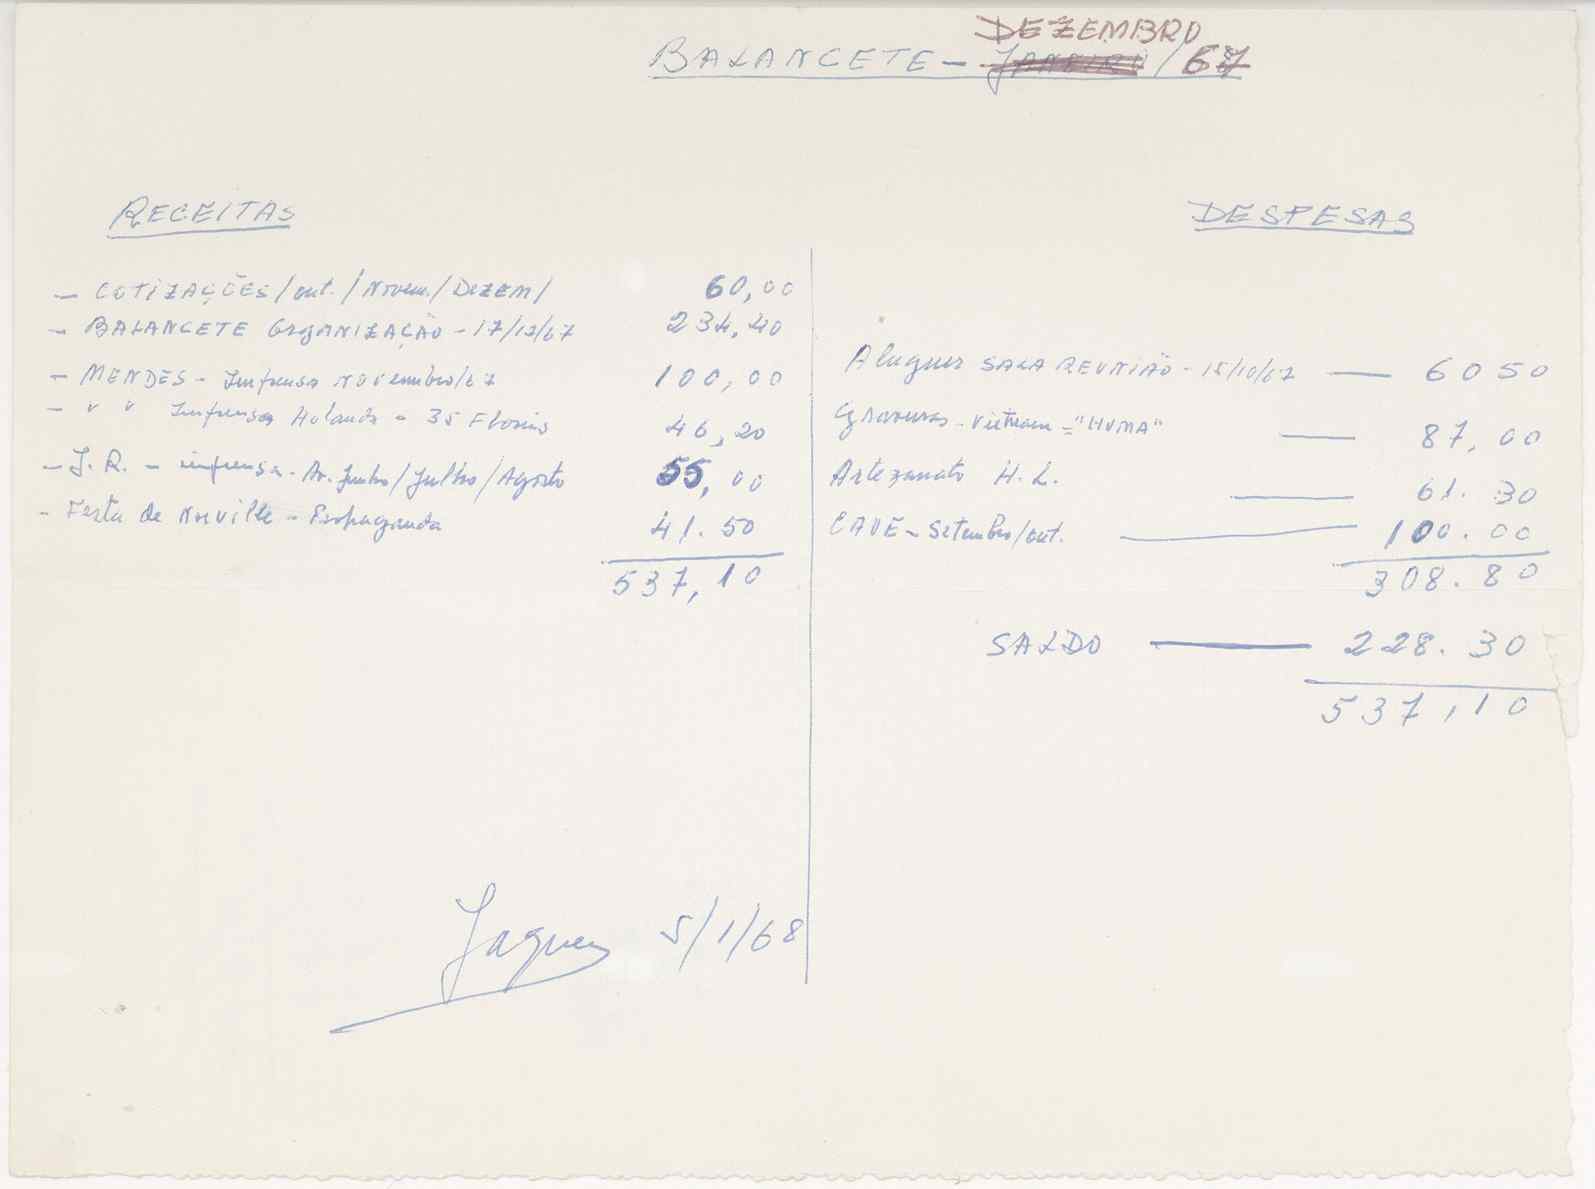 DEZEMBRO
BALANCETE - JANEIRO/67
RECEITAS
- COTIZAÇÕES/out./Novem./DEZEM/ 60,00
- BALANCETE OrgANIZAÇÃO - 17/12/67 234,40
- MENDES - Imprensa NOVembro/67 100,00
- " " Imprensa Holanda - 35 Florins 46,20
- J.R. - imprensa - Av. Junho/Julho/Agosto 55,00
- Festa de Propaganda 41.50
537,10
DESPESAS
Aluguer SALA REUNIÃO - 15/10/67 — 60 50
Gravuras - Vietnam - "HUMA" — 87,00
Artezanato H.L. — 61.30
CAVE - Setembro/out. — 100.00
308.80
SALDO — 228.30
537,10
Jaques 5/1/68